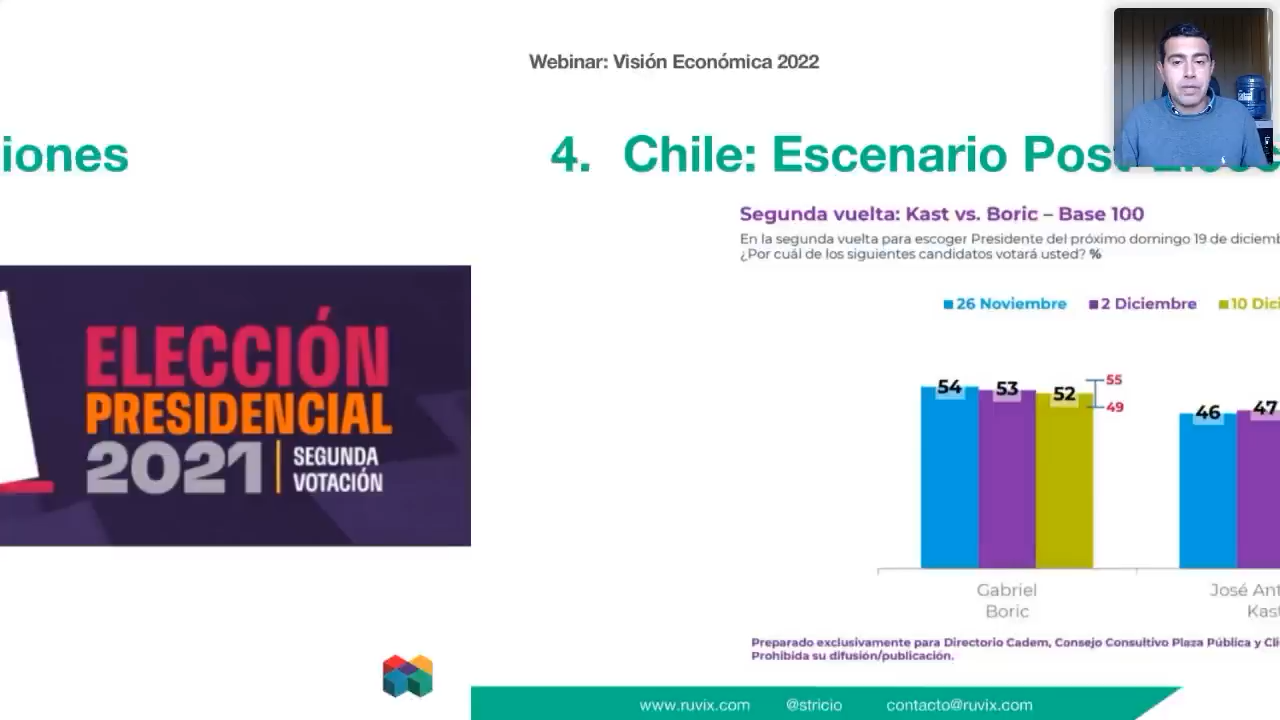 Webinar: Visión Económica 2022
iones
4. Chile: Escenario Post
Segunda vuelta: Kast vs. Boric – Base 100
En la segunda vuelta para escoger Presidente del próximo domingo 19 de diciemb
¿Por cuál de los siguientes candidatos votará usted? %
26 Noviembre 2 Diciembre 10 Dici
ELECCIÓN
PRESIDENCIAL
2021 SEGUNDA
VOTACIÓN
54 53 52 55
49
46 47
Gabriel
Boric
José Ant
Kast
Preparado exclusivamente para Directorio Cadem, Consejo Consultivo Plaza Pública y Cli
Prohibida su difusión/publicación.
www.ruvix.com @stricio contacto@ruvix.com